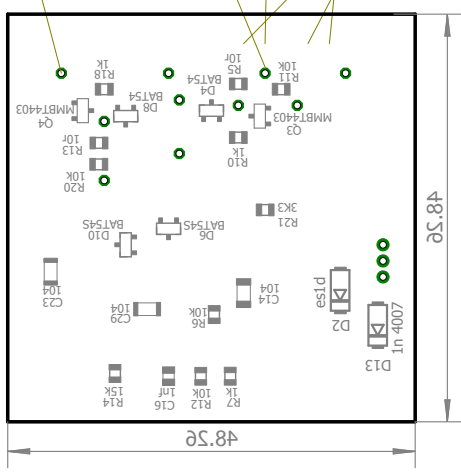 1k
R18
MMBT4403
Q4
BAT54
D8
10r
R13
10k
R20
10r
R5
BAT54
D4
10k
R11
MMBT4403
Q3
1k
R10
3K3
R21
BAT54S
D10
BAT54S
D6
104
C23
104
C29
10k
R6
104
C14
es1d
D2
1n 4007
D13
15k
R14
1nf
C16
10k
R12
1k
R7
48.26
48.26